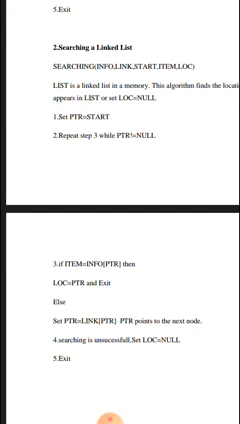 5.Exit
2.Searching a Linked List
SEARCHING(INFO,LINK,START,ITEM,LOC)
LIST is a linked list in a memory. This algorithm finds the locati
appears in LIST or set LOC=NULL
1.Set PTR=START
2.Repeat step 3 while PTR!=NULL
3.if ITEM=INFO[PTR] then
LOC=PTR and Exit
Else
Set PTR=LINK[PTR] PTR points to the next node.
4.searching is unsucessfull.Set LOC=NULL
5.Exit